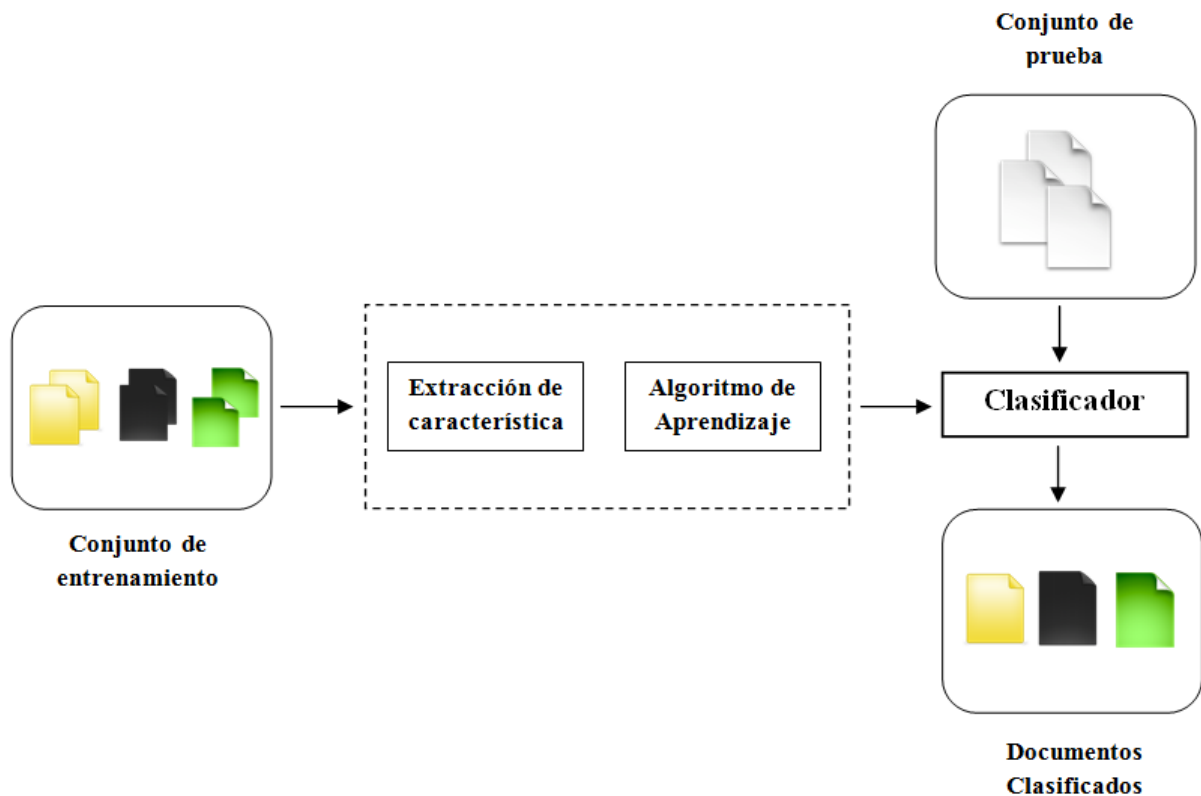 Conjunto de
prueba
Extracción de
característica
Algoritmo de
Aprendizaje
Clasificador
Conjunto de
entrenamiento
Documentos
Clasificados